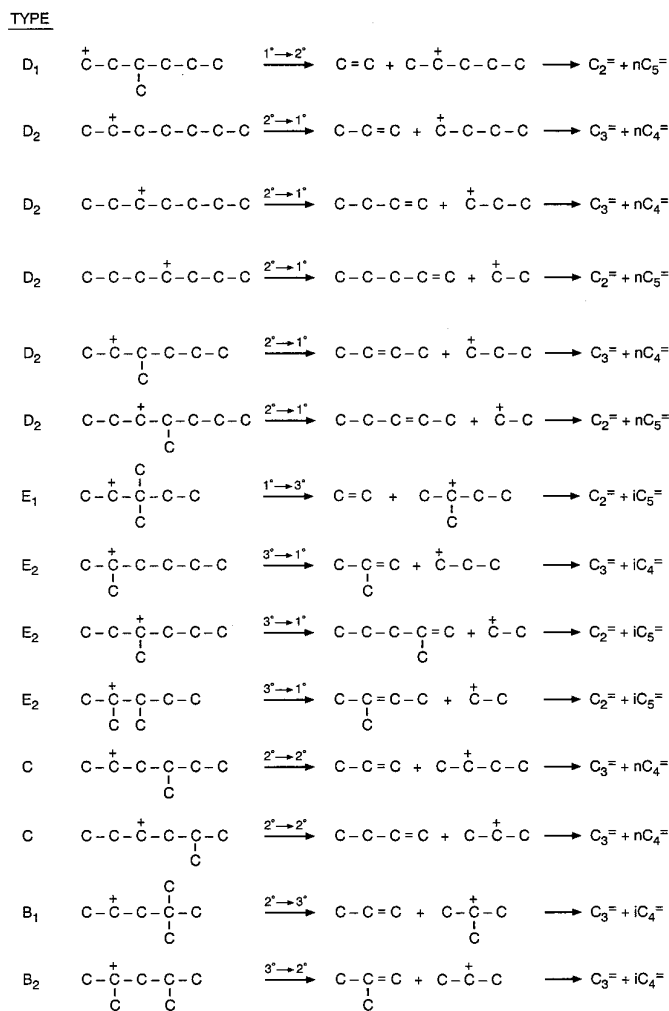 TYPE
+ 1°→2° +
D₁ C-C-C-C-C-C ⟶ C=C + C-C-C-C-C ⟶ C₂⁼ + nC₅⁼
C
+ 2°→1° +
D₂ C-C-C-C-C-C-C ⟶ C-C=C + C-C-C-C ⟶ C₃⁼ + nC₄⁼
+ 2°→1° +
D₂ C-C-C-C-C-C-C ⟶ C-C-C=C + C-C-C ⟶ C₃⁼ + nC₄⁼
+ 2°→1° +
D₂ C-C-C-C-C-C-C ⟶ C-C-C-C=C + C-C ⟶ C₂⁼ + nC₅⁼
+ 2°→1° +
D₂ C-C-C-C-C-C ⟶ C-C=C-C + C-C-C ⟶ C₃⁼ + nC₄⁼
C
+ 2°→1° +
D₂ C-C-C-C-C-C ⟶ C-C-C=C-C + C-C ⟶ C₂⁼ + nC₅⁼
C
C
+ 1°→3° +
E₁ C-C-C-C-C ⟶ C=C + C-C-C-C ⟶ C₂⁼ + iC₅⁼
C C
+ 3°→1° +
E₂ C-C-C-C-C-C ⟶ C-C=C + C-C-C ⟶ C₃⁼ + iC₄⁼
C C
+ 3°→1° +
E₂ C-C-C-C-C-C ⟶ C-C-C-C=C + C-C ⟶ C₂⁼ + iC₅⁼
C C
+ 3°→1° +
E₂ C-C-C-C-C ⟶ C-C=C-C + C-C ⟶ C₂⁼ + iC₅⁼
C C C
+ 2°→2° +
C C-C-C-C-C-C ⟶ C-C=C + C-C-C-C ⟶ C₃⁼ + nC₄⁼
C
+ 2°→2° +
C C-C-C-C-C-C ⟶ C-C-C=C + C-C-C ⟶ C₃⁼ + nC₄⁼
C
C
+ 2°→3° +
B₁ C-C-C-C-C ⟶ C-C=C + C-C-C ⟶ C₃⁼ + iC₄⁼
C C
+ 3°→2° +
B₂ C-C-C-C-C ⟶ C-C=C + C-C-C ⟶ C₃⁼ + iC₄⁼
C C C